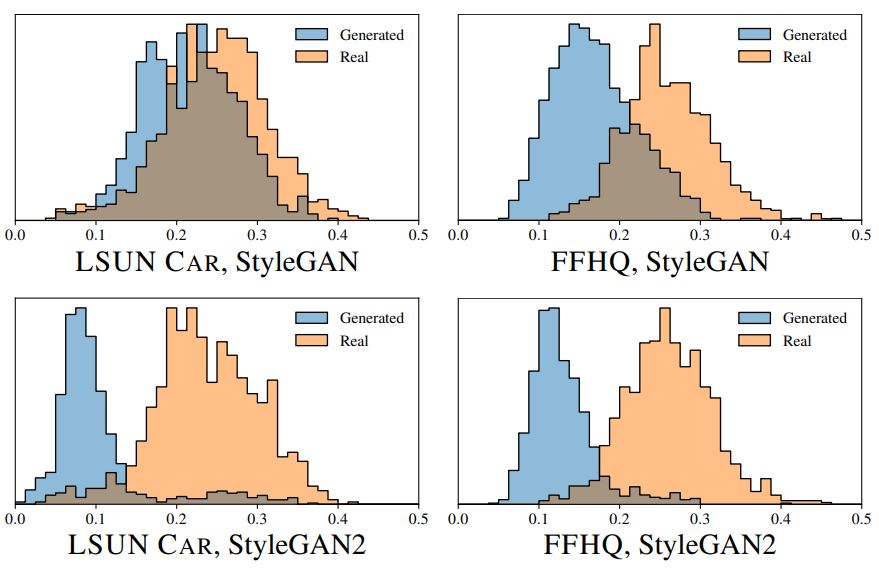 Generated
Real
0.0 0.1 0.2 0.3 0.4 0.5
LSUN CAR, StyleGAN
Generated
Real
0.0 0.1 0.2 0.3 0.4 0.5
FFHQ, StyleGAN
Generated
Real
0.0 0.1 0.2 0.3 0.4 0.5
LSUN CAR, StyleGAN2
Generated
Real
0.0 0.1 0.2 0.3 0.4 0.5
FFHQ, StyleGAN2